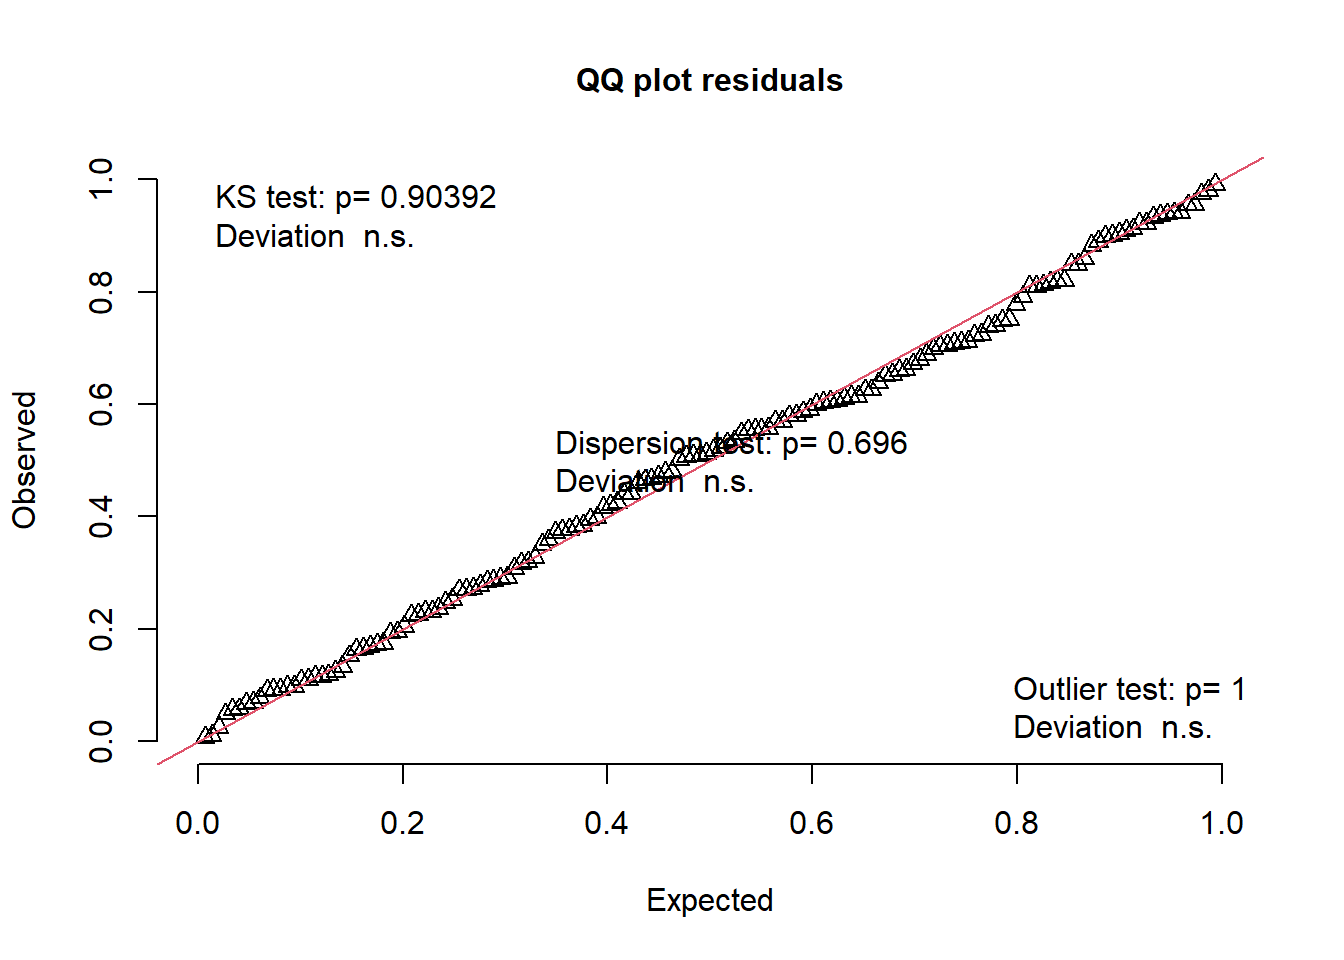 QQ plot residuals
KS test: p= 0.90392
Deviation  n.s.
Dispersion test: p= 0.696
Deviation  n.s.
Outlier test: p= 1
Deviation  n.s.
Observed
0.0
0.2
0.4
0.6
0.8
1.0
0.0
0.2
0.4
0.6
0.8
1.0
Expected